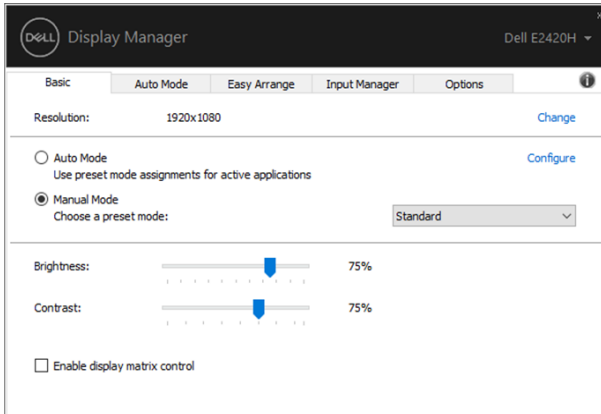 DELL Display Manager
Dell E2420H
Basic Auto Mode Easy Arrange Input Manager Options
Resolution: 1920x1080 Change
Auto Mode Configure
Use preset mode assignments for active applications
Manual Mode
Choose a preset mode: Standard
Brightness: 75%
Contrast: 75%
Enable display matrix control